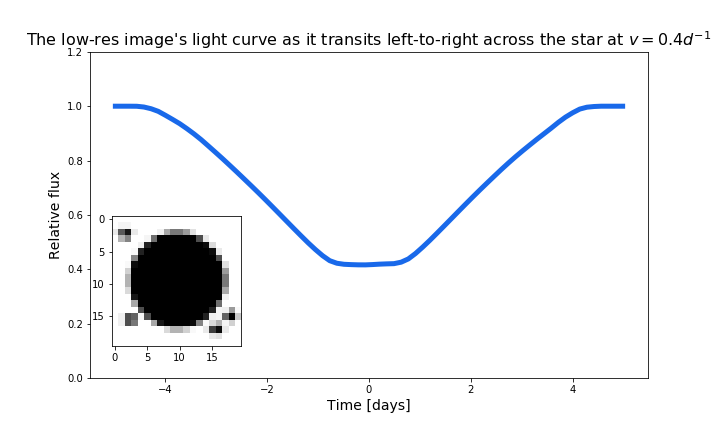 The low-res image's light curve as it transits left-to-right across the star at v = 0.4d⁻¹
1.2
1.0
0.8
0.6
0.4
0.2
0.0
Relative flux
0
5
10
15
0 5 10 15
−4 −2 0 2 4
Time [days]